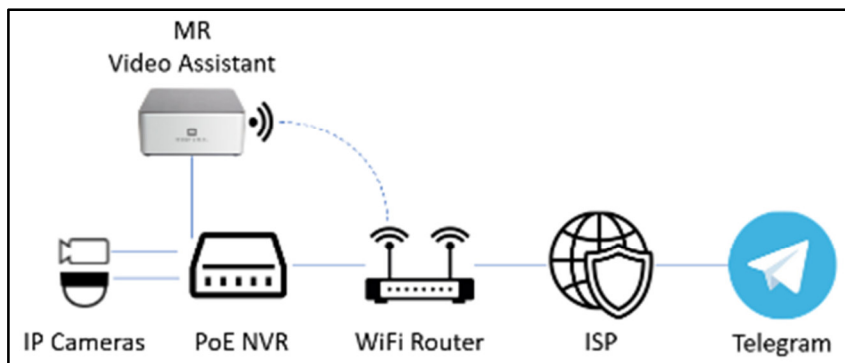 MR
Video Assistant
IP Cameras
PoE NVR
WiFi Router
ISP
Telegram